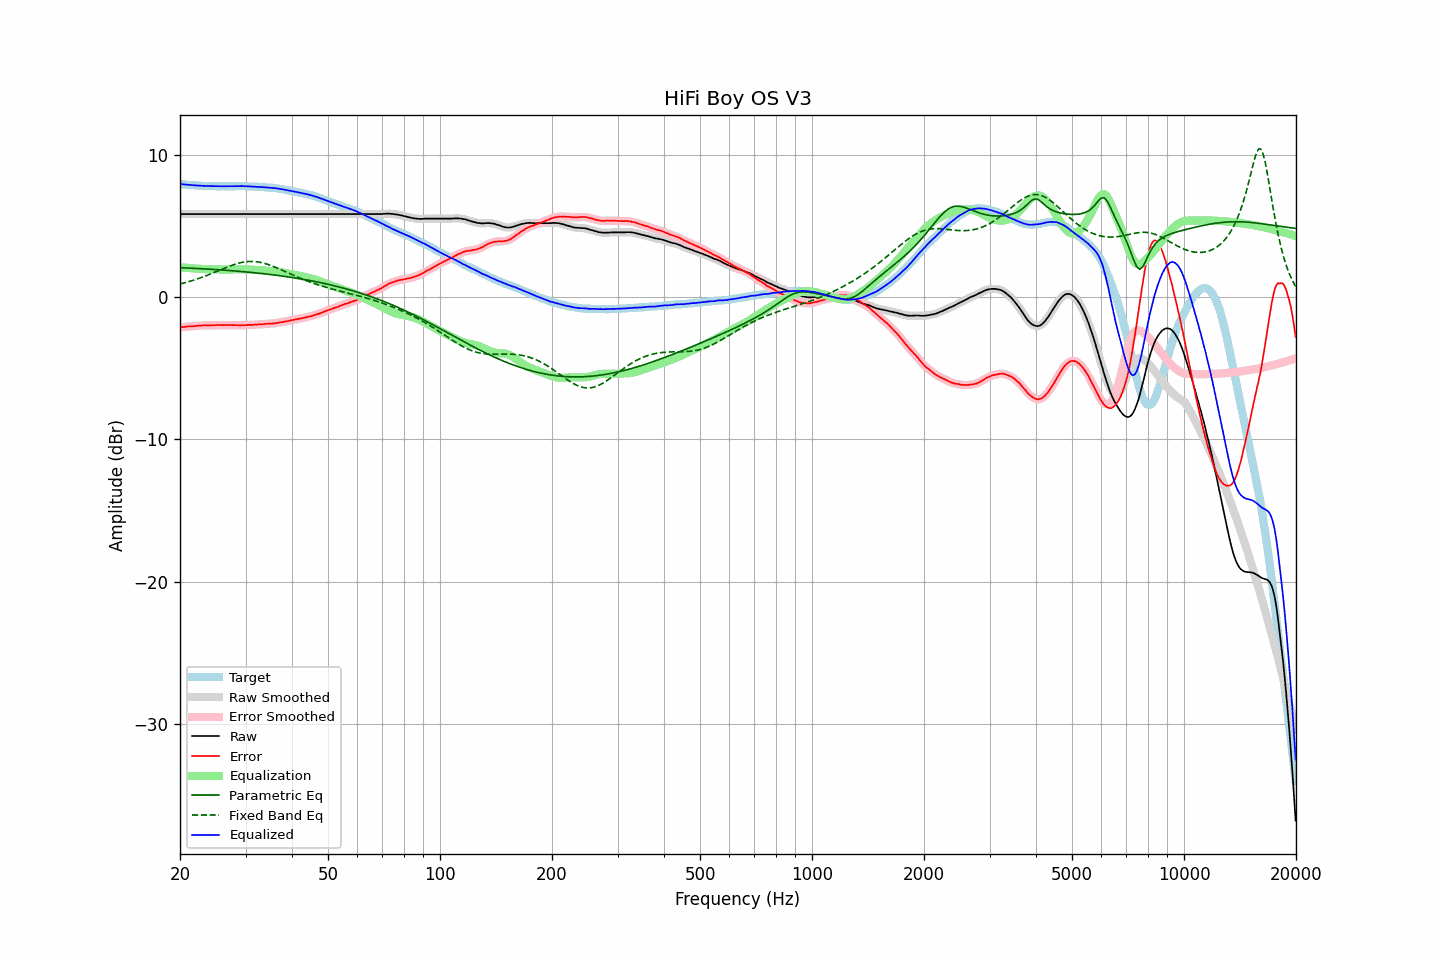 HiFi Boy OS V3
Amplitude (dBr)
10
0
−10
−20
−30
Target
Raw Smoothed
Error Smoothed
Raw
Error
Equalization
Parametric Eq
Fixed Band Eq
Equalized
20 50 100 200 500 1000 2000 5000 10000 20000
Frequency (Hz)